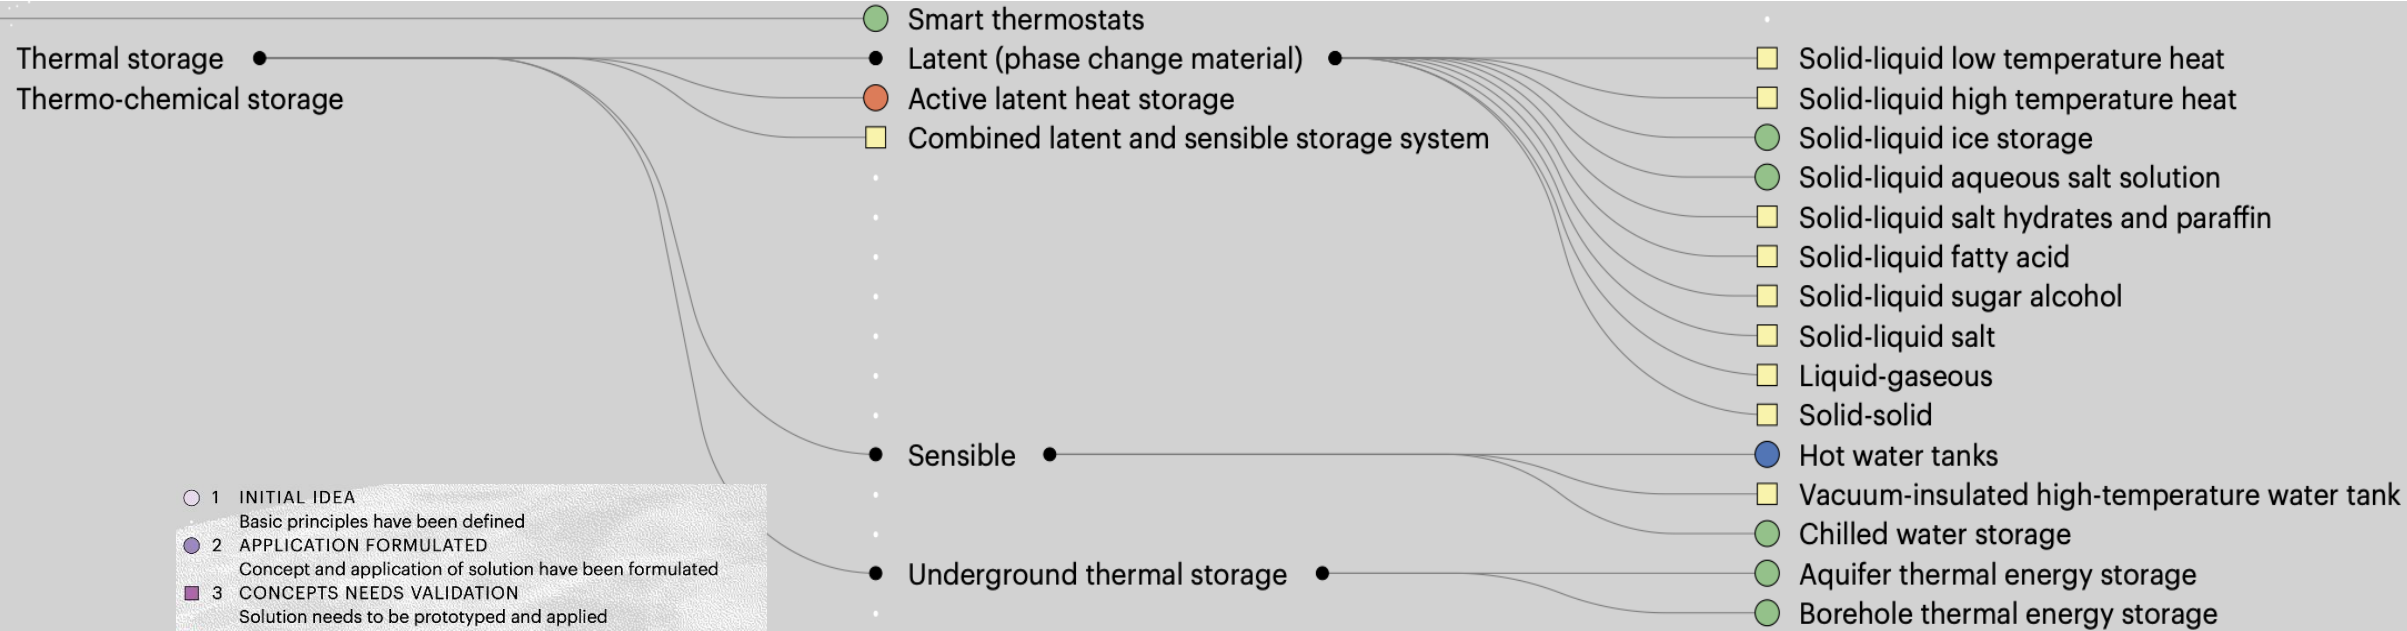 Smart thermostats
Thermal storage
Latent (phase change material)
Solid-liquid low temperature heat
Thermo-chemical storage
Active latent heat storage
Solid-liquid high temperature heat
Combined latent and sensible storage system
Solid-liquid ice storage
Solid-liquid aqueous salt solution
Solid-liquid salt hydrates and paraffin
Solid-liquid fatty acid
Solid-liquid sugar alcohol
Solid-liquid salt
Liquid-gaseous
Solid-solid
Sensible
Hot water tanks
Vacuum-insulated high-temperature water tank
Chilled water storage
Underground thermal storage
Aquifer thermal energy storage
Borehole thermal energy storage
1 INITIAL IDEA
Basic principles have been defined
2 APPLICATION FORMULATED
Concept and application of solution have been formulated
3 CONCEPTS NEEDS VALIDATION
Solution needs to be prototyped and applied